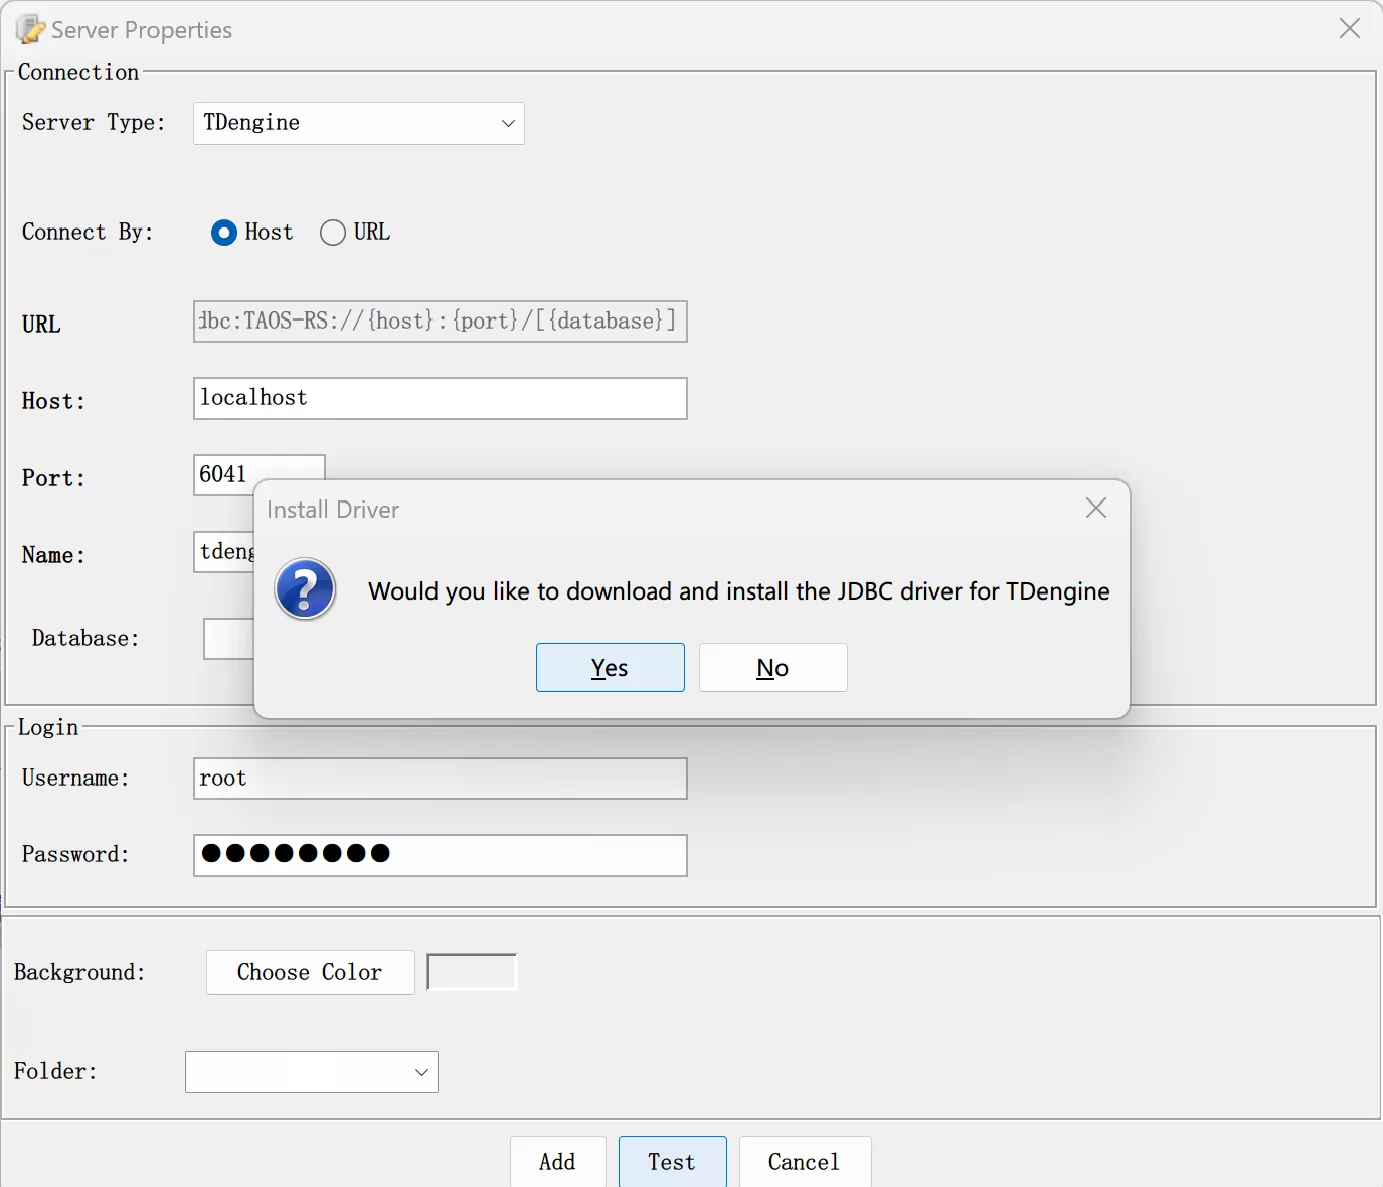 Server Properties
Connection
Server Type: TDengine
Connect By: Host URL
URL dbc:TAOS-RS://{host}:{port}/[{database}]
Host: localhost
Port: 6041
Install Driver
Name: tdeng
Would you like to download and install the JDBC driver for TDengine
Database:
Yes No
Login
Username: root
Password: ●●●●●●●●
Background: Choose Color
Folder:
Add Test Cancel